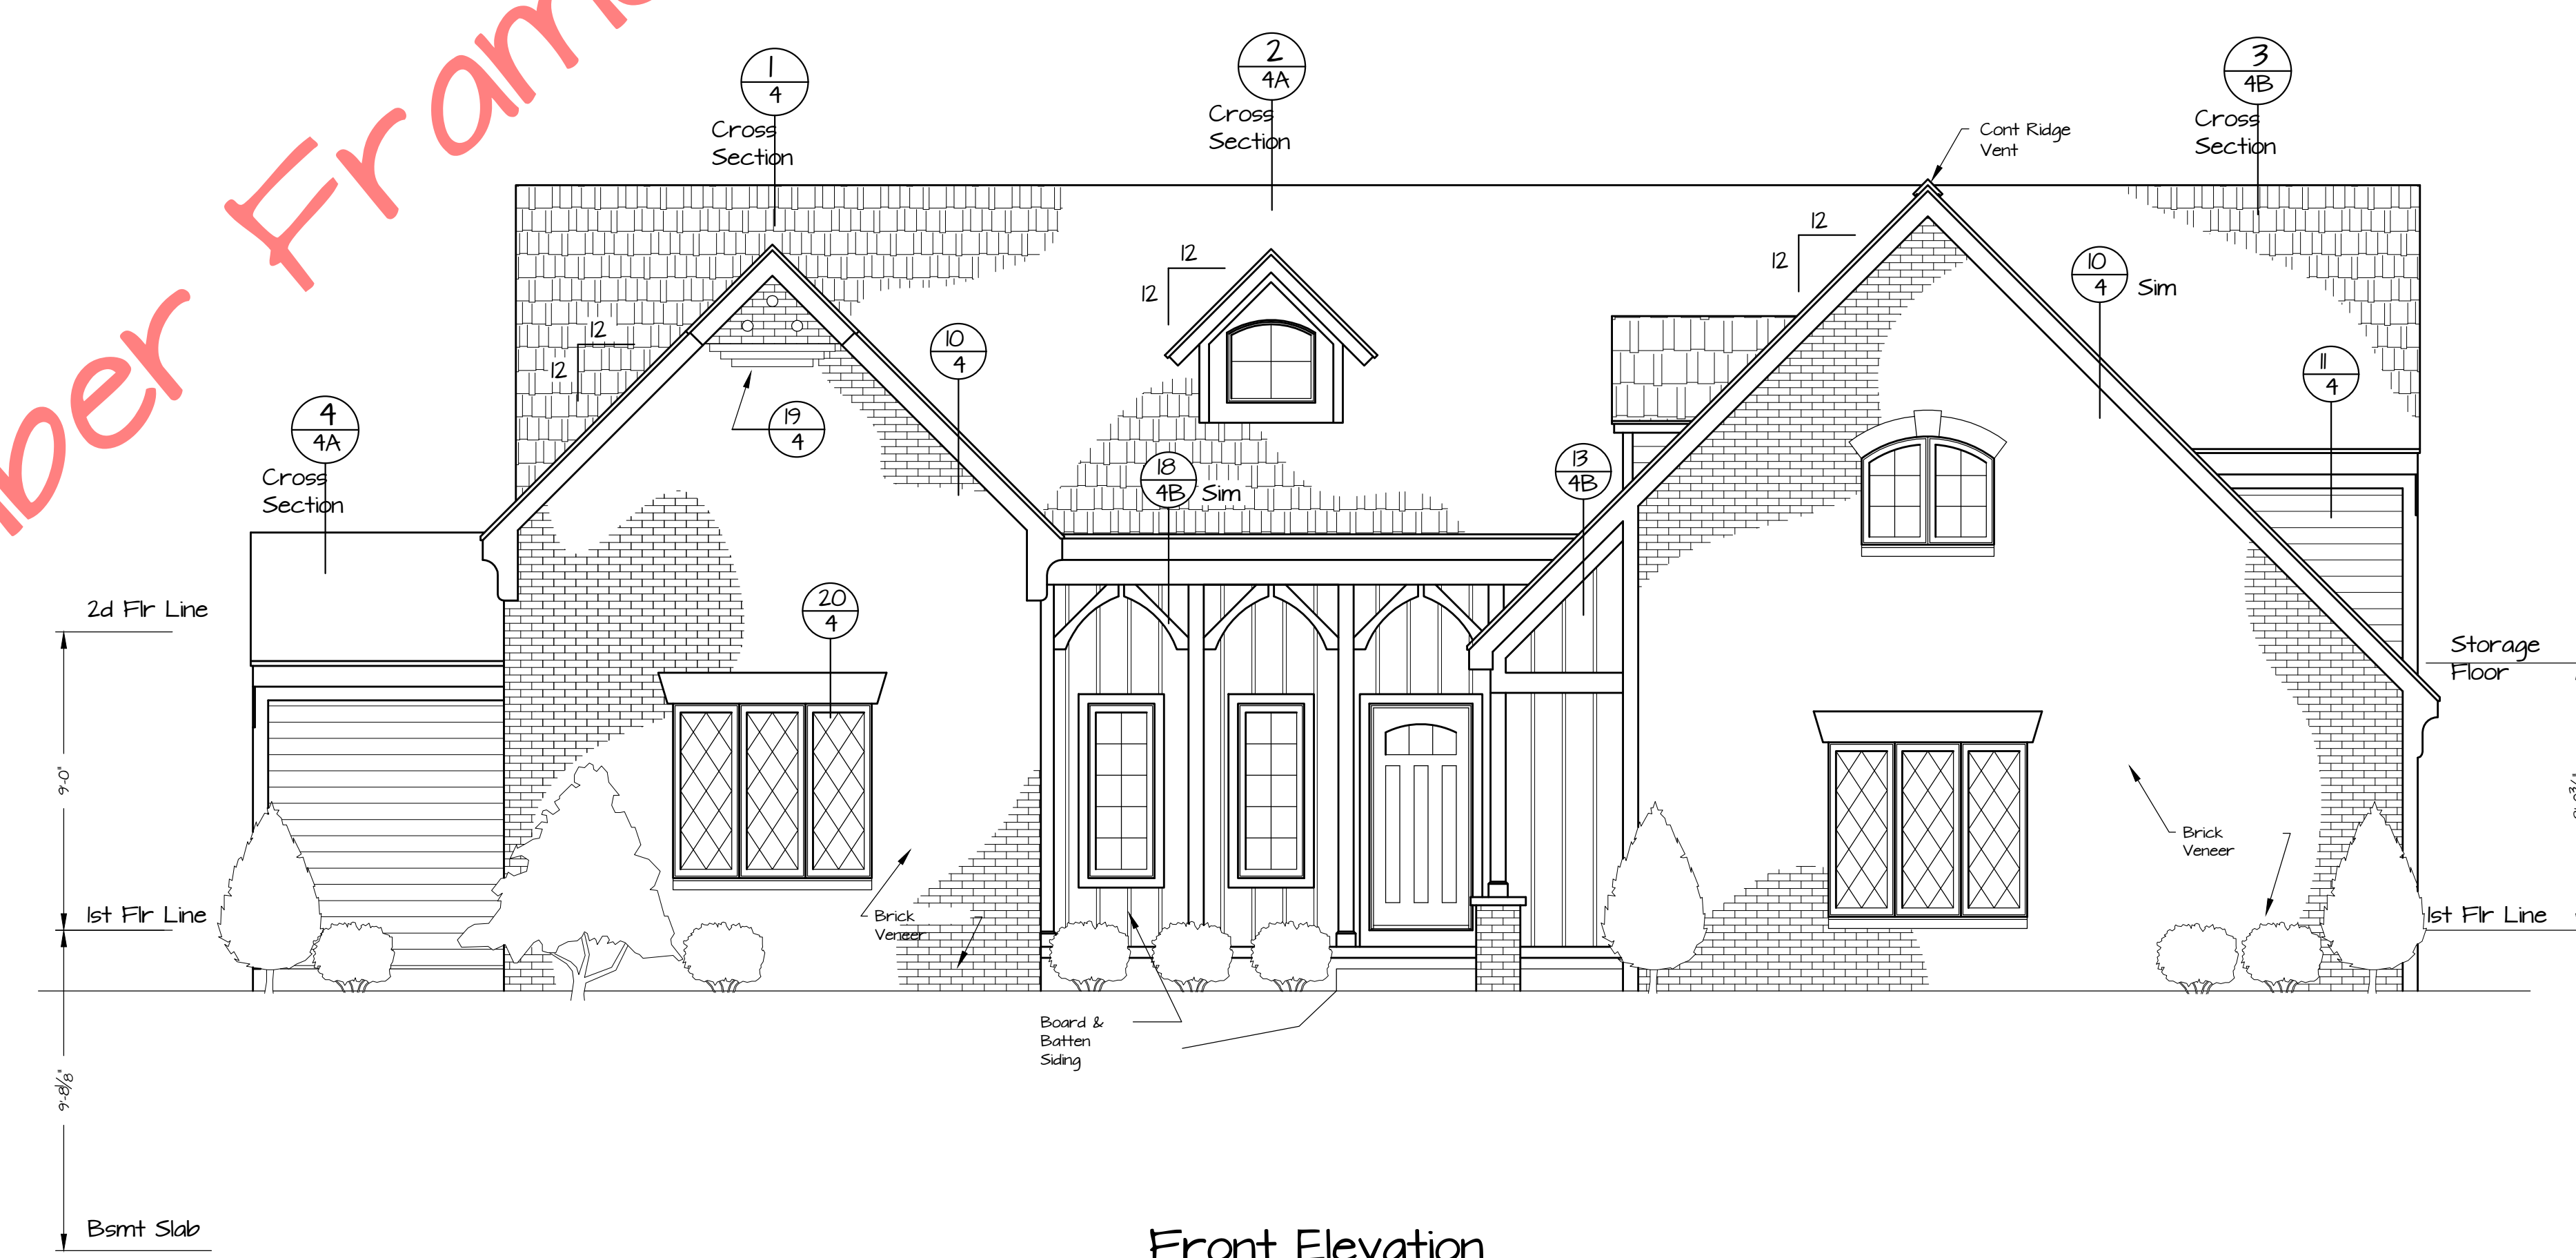 ber Fram
1
4
Cross
Section
2
4A
Cross
Section
3
4B
Cross
Section
Cont Ridge
Vent
12
12
12
12
12
12
10
4
10
4 Sim
11
4
19
4
4
4A
Cross
Section
18
4B Sim
13
4B
20
4
2d Flr Line
9'-0"
1st Flr Line
Storage
Floor
1st Flr Line
Brick
Veneer
Brick
Veneer
Board &
Batten
Siding
9'-8/8"
Bsmt Slab
Front Elevation